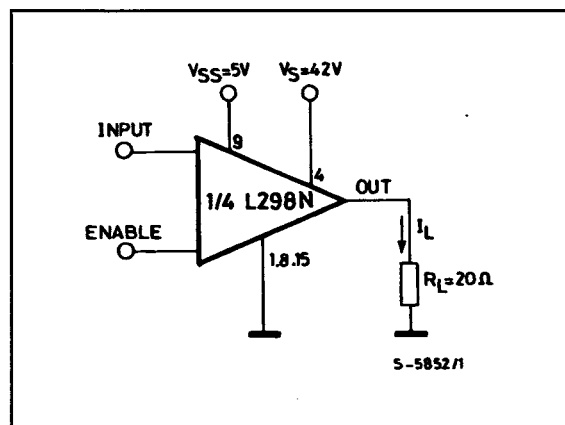 VSS=5V
VS=42V
INPUT
9
4
OUT
1/4 L298N
IL
ENABLE
1.8.15
RL=20Ω
S-5852/1